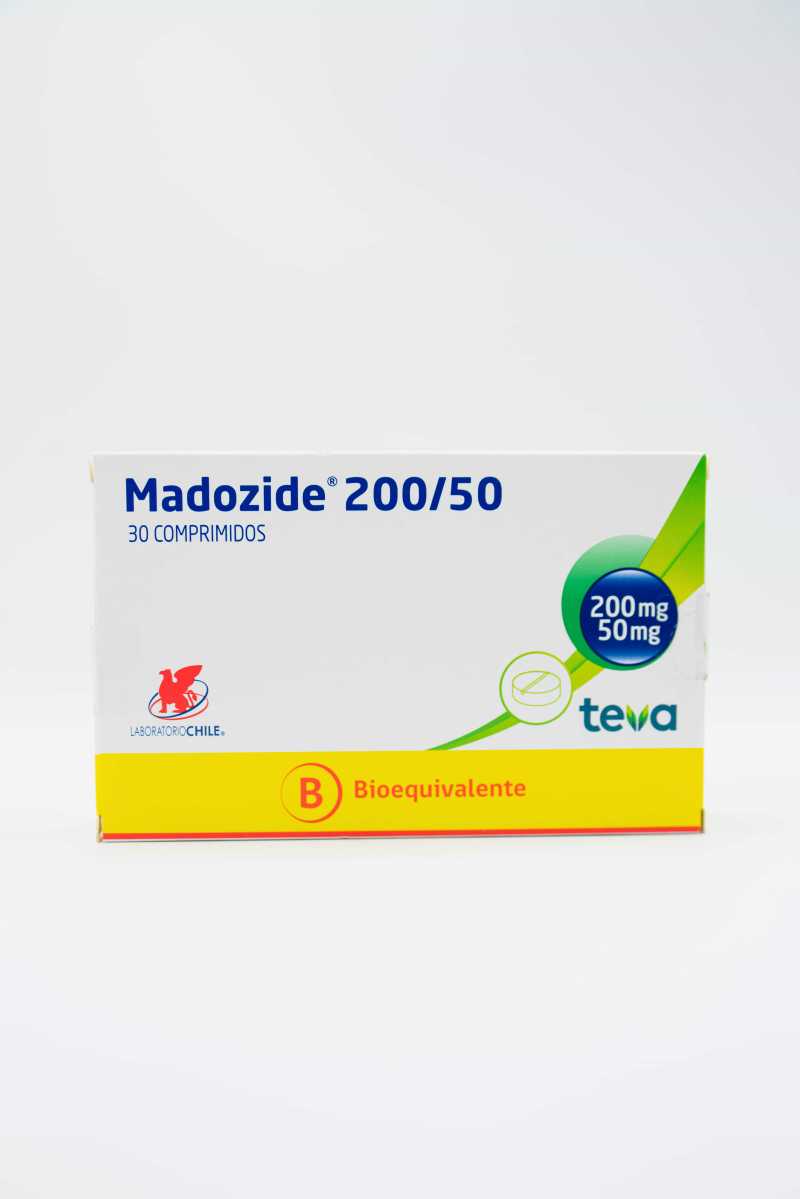 Madozide® 200/50
30 COMPRIMIDOS
200mg
50mg
LABORATORIOCHILE®
teva
B Bioequivalente